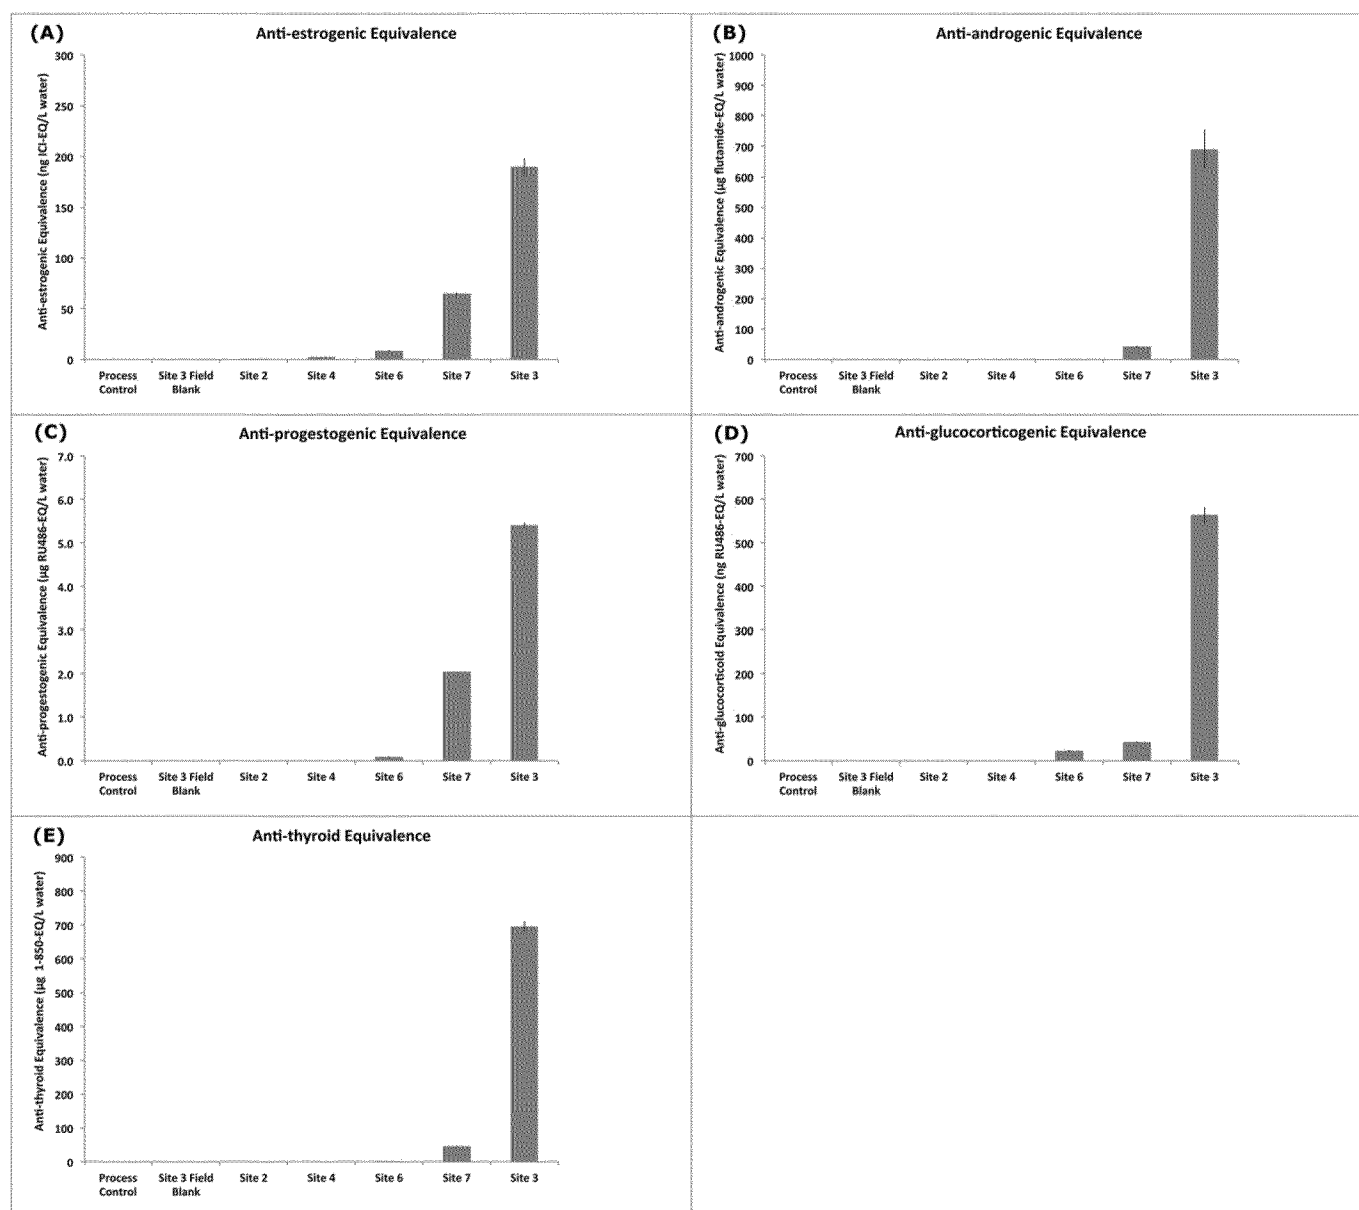 (A)
Anti-estrogenic Equivalence
Anti-estrogenic Equivalence (ng ICI-EQ/L water)
300
250
200
150
100
50
0
Process Control
Site 3 Field Blank
Site 2
Site 4
Site 6
Site 7
Site 3
(B)
Anti-androgenic Equivalence
Anti-androgenic Equivalence (µg flutamide-EQ/L water)
1000
900
800
700
600
500
400
300
200
100
0
Process Control
Site 3 Field Blank
Site 2
Site 4
Site 6
Site 7
Site 3
(C)
Anti-progestogenic Equivalence
Anti-progestogenic Equivalence (µg RU486-EQ/L water)
7.0
6.0
5.0
4.0
3.0
2.0
1.0
0.0
Process Control
Site 3 Field Blank
Site 2
Site 4
Site 6
Site 7
Site 3
(D)
Anti-glucocorticogenic Equivalence
Anti-glucocorticoid Equivalence (ng RU486-EQ/L water)
700
600
500
400
300
200
100
0
Process Control
Site 3 Field Blank
Site 2
Site 4
Site 6
Site 7
Site 3
(E)
Anti-thyroid Equivalence
Anti-thyroid Equivalence (µg 1-850-EQ/L water)
900
800
700
600
500
400
300
200
100
0
Process Control
Site 3 Field Blank
Site 2
Site 4
Site 6
Site 7
Site 3